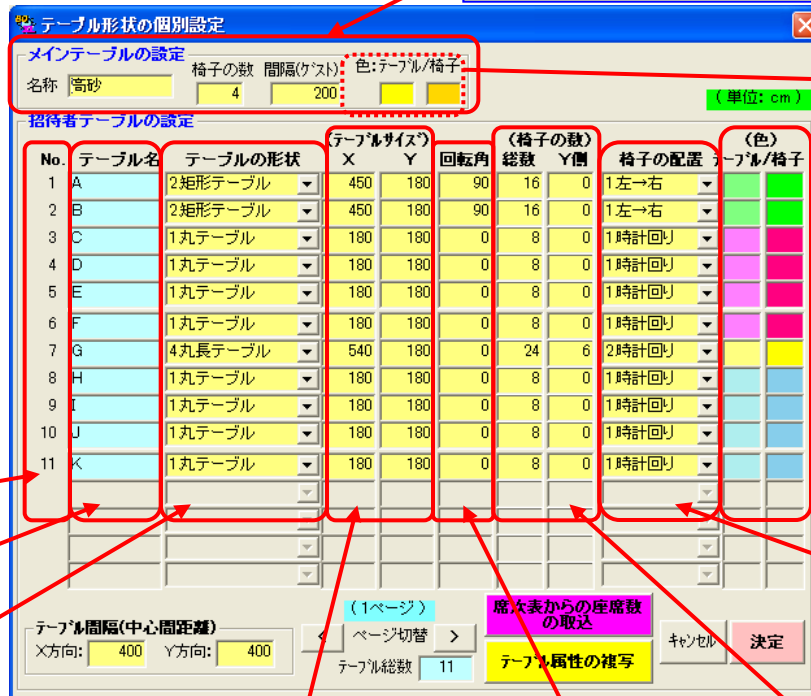 テーブル形状の個別設定
メインテーブルの設定
名称 高砂 椅子の数 4 間隔(ゲスト) 200 色:テーブル/椅子
(単位: cm)
招待者テーブルの設定
(テーブルサイズ) (椅子の数) (色)
No. テーブル名 テーブルの形状 X Y 回転角 総数 Y側 椅子の配置 テーブル/椅子
1 A 2矩形テーブル 450 180 90 16 0 1左→右
2 B 2矩形テーブル 450 180 90 16 0 1左→右
3 C 1丸テーブル 180 180 0 8 0 1時計回り
4 D 1丸テーブル 180 180 0 8 0 1時計回り
5 E 1丸テーブル 180 180 0 8 0 1時計回り
6 F 1丸テーブル 180 180 0 8 0 1時計回り
7 G 4丸長テーブル 540 180 0 24 6 2時計回り
8 H 1丸テーブル 180 180 0 8 0 1時計回り
9 I 1丸テーブル 180 180 0 8 0 1時計回り
10 J 1丸テーブル 180 180 0 8 0 1時計回り
11 K 1丸テーブル 180 180 0 8 0 1時計回り
テーブル間隔(中心間距離)
X方向: 400 Y方向: 400
(1ページ)
< ページ切替 >
テーブル総数 11
席次表からの座席数
の取込
テーブル属性の複写
キャンセル
決定